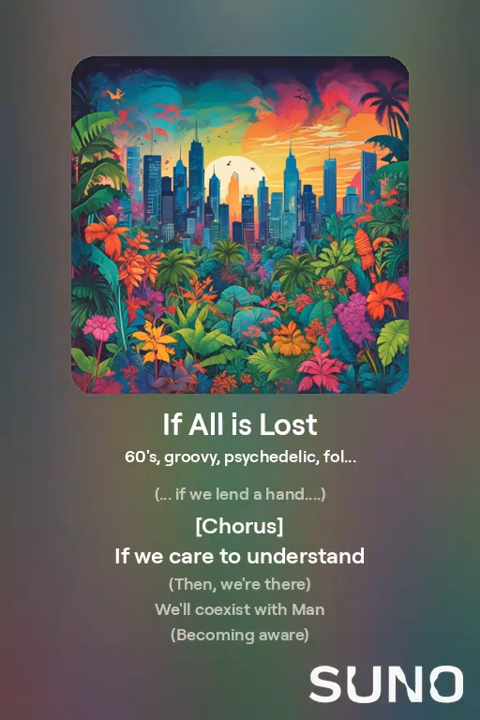 If All is Lost
60's, groovy, psychedelic, fol...
(... if we lend a hand....)
[Chorus]
If we care to understand
(Then, we're there)
We'll coexist with Man
(Becoming aware)
SUNO